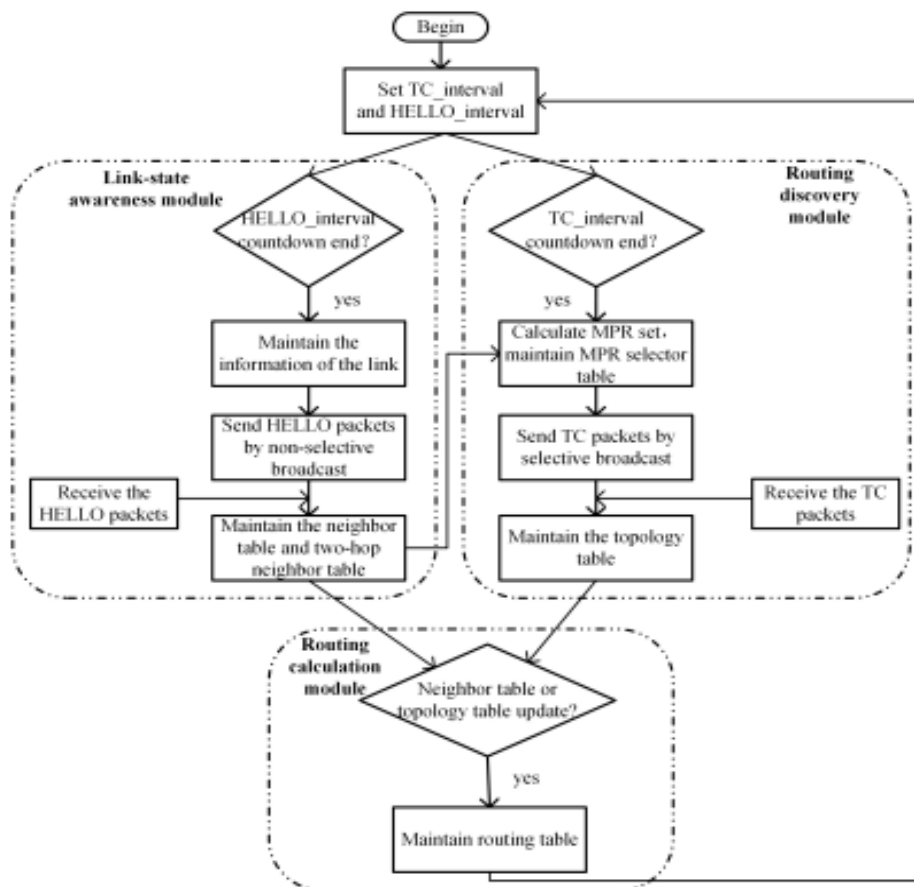 Begin
Set TC_interval
and HELLO_interval
Link-state
awareness module
Routing
discovery
module
HELLO_interval
countdown end?
TC_interval
countdown end?
yes
yes
Maintain the
information of the link
Calculate MPR set,
maintain MPR selector
table
Send HELLO packets
by non-selective
broadcast
Send TC packets by
selective broadcast
Receive the
HELLO packets
Receive the TC
packets
Maintain the neighbor
table and two-hop
neighbor table
Maintain the topology
table
Routing
calculation
module
Neighbor table or
topology table update?
yes
Maintain routing table